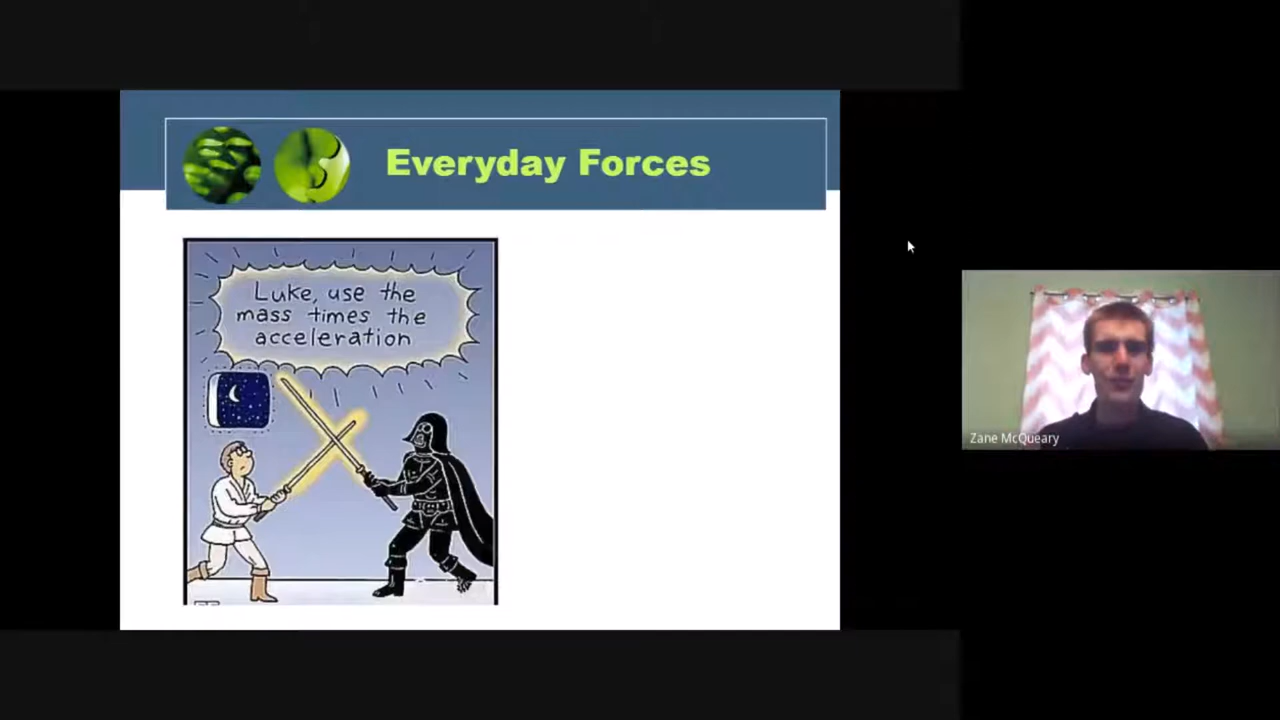 Everyday Forces
Luke, use the
mass times the
acceleration
Zane McQueary